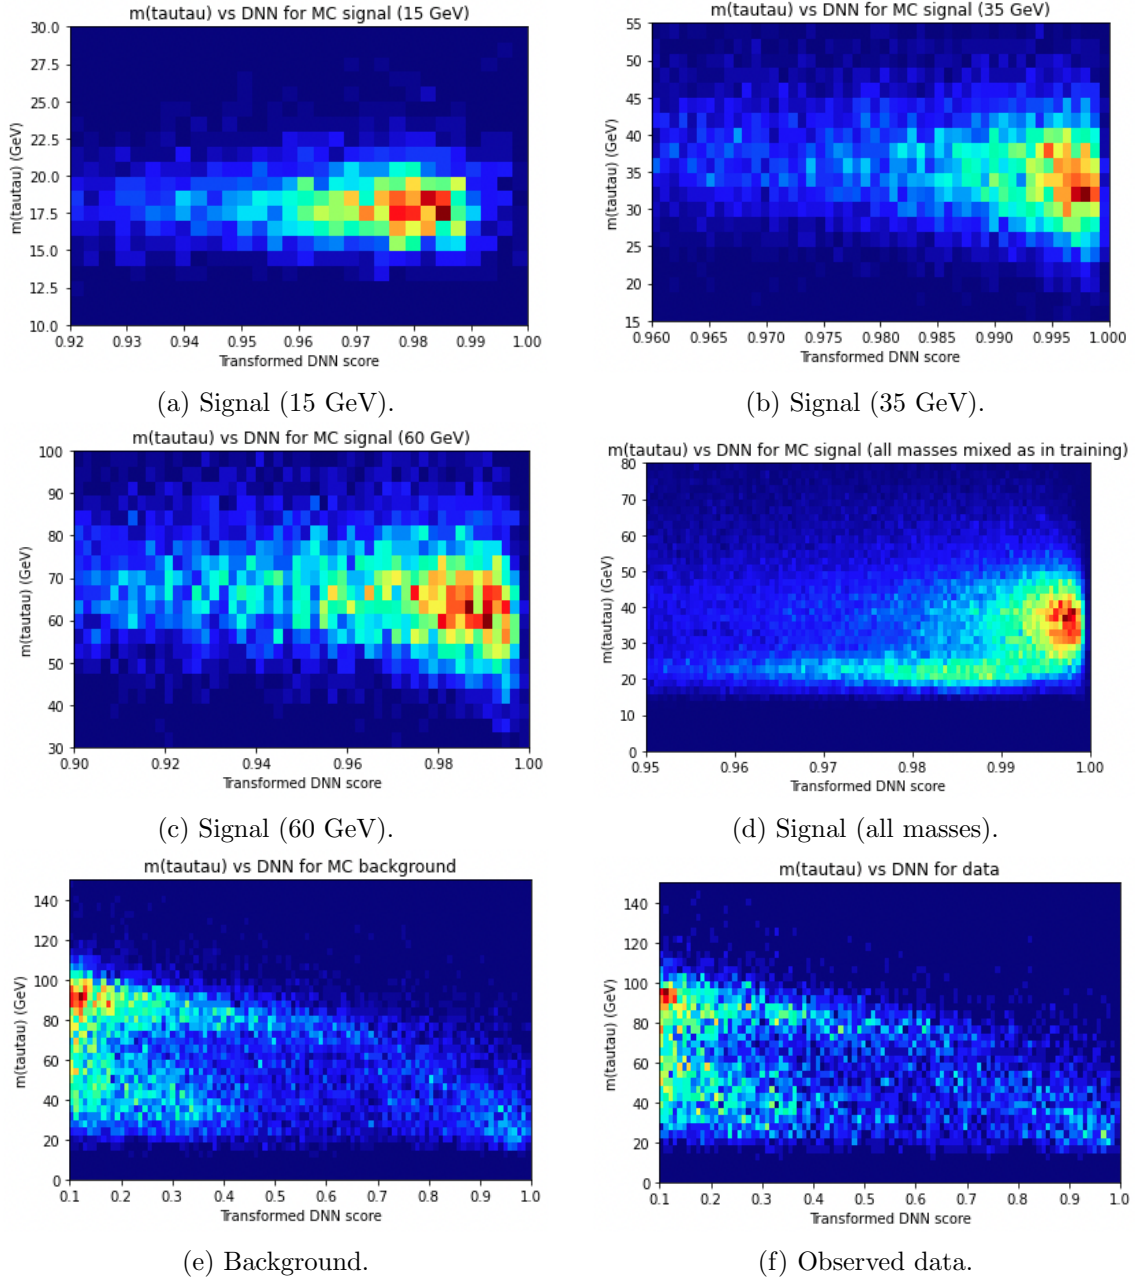 m(tautau) vs DNN for MC signal (15 GeV)
30.0
27.5
25.0
22.5
20.0
17.5
15.0
12.5
10.0
m(tautau) (GeV)
0.92 0.93 0.94 0.95 0.96 0.97 0.98 0.99 1.00
Transformed DNN score
(a) Signal (15 GeV).
m(tautau) vs DNN for MC signal (35 GeV)
55
50
45
40
35
30
25
20
15
m(tautau) (GeV)
0.960 0.965 0.970 0.975 0.980 0.985 0.990 0.995 1.000
Transformed DNN score
(b) Signal (35 GeV).
m(tautau) vs DNN for MC signal (60 GeV)
100
90
80
70
60
50
40
30
m(tautau) (GeV)
0.90 0.92 0.94 0.96 0.98 1.00
Transformed DNN score
(c) Signal (60 GeV).
m(tautau) vs DNN for MC signal (all masses mixed as in training)
80
70
60
50
40
30
20
10
0
m(tautau) (GeV)
0.95 0.96 0.97 0.98 0.99 1.00
Transformed DNN score
(d) Signal (all masses).
m(tautau) vs DNN for MC background
140
120
100
80
60
40
20
0
m(tautau) (GeV)
0.1 0.2 0.3 0.4 0.5 0.6 0.7 0.8 0.9 1.0
Transformed DNN score
(e) Background.
m(tautau) vs DNN for data
140
120
100
80
60
40
20
0
m(tautau) (GeV)
0.1 0.2 0.3 0.4 0.5 0.6 0.7 0.8 0.9 1.0
Transformed DNN score
(f) Observed data.